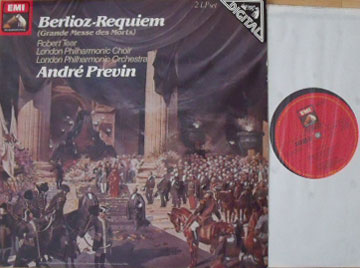 EMI
Berlioz·Requiem
(Grande Messe des Morts)
Robert Tear
London Philharmonic Choir
London Philharmonic Orchestra
André Previn
2 LP set
DIGITAL